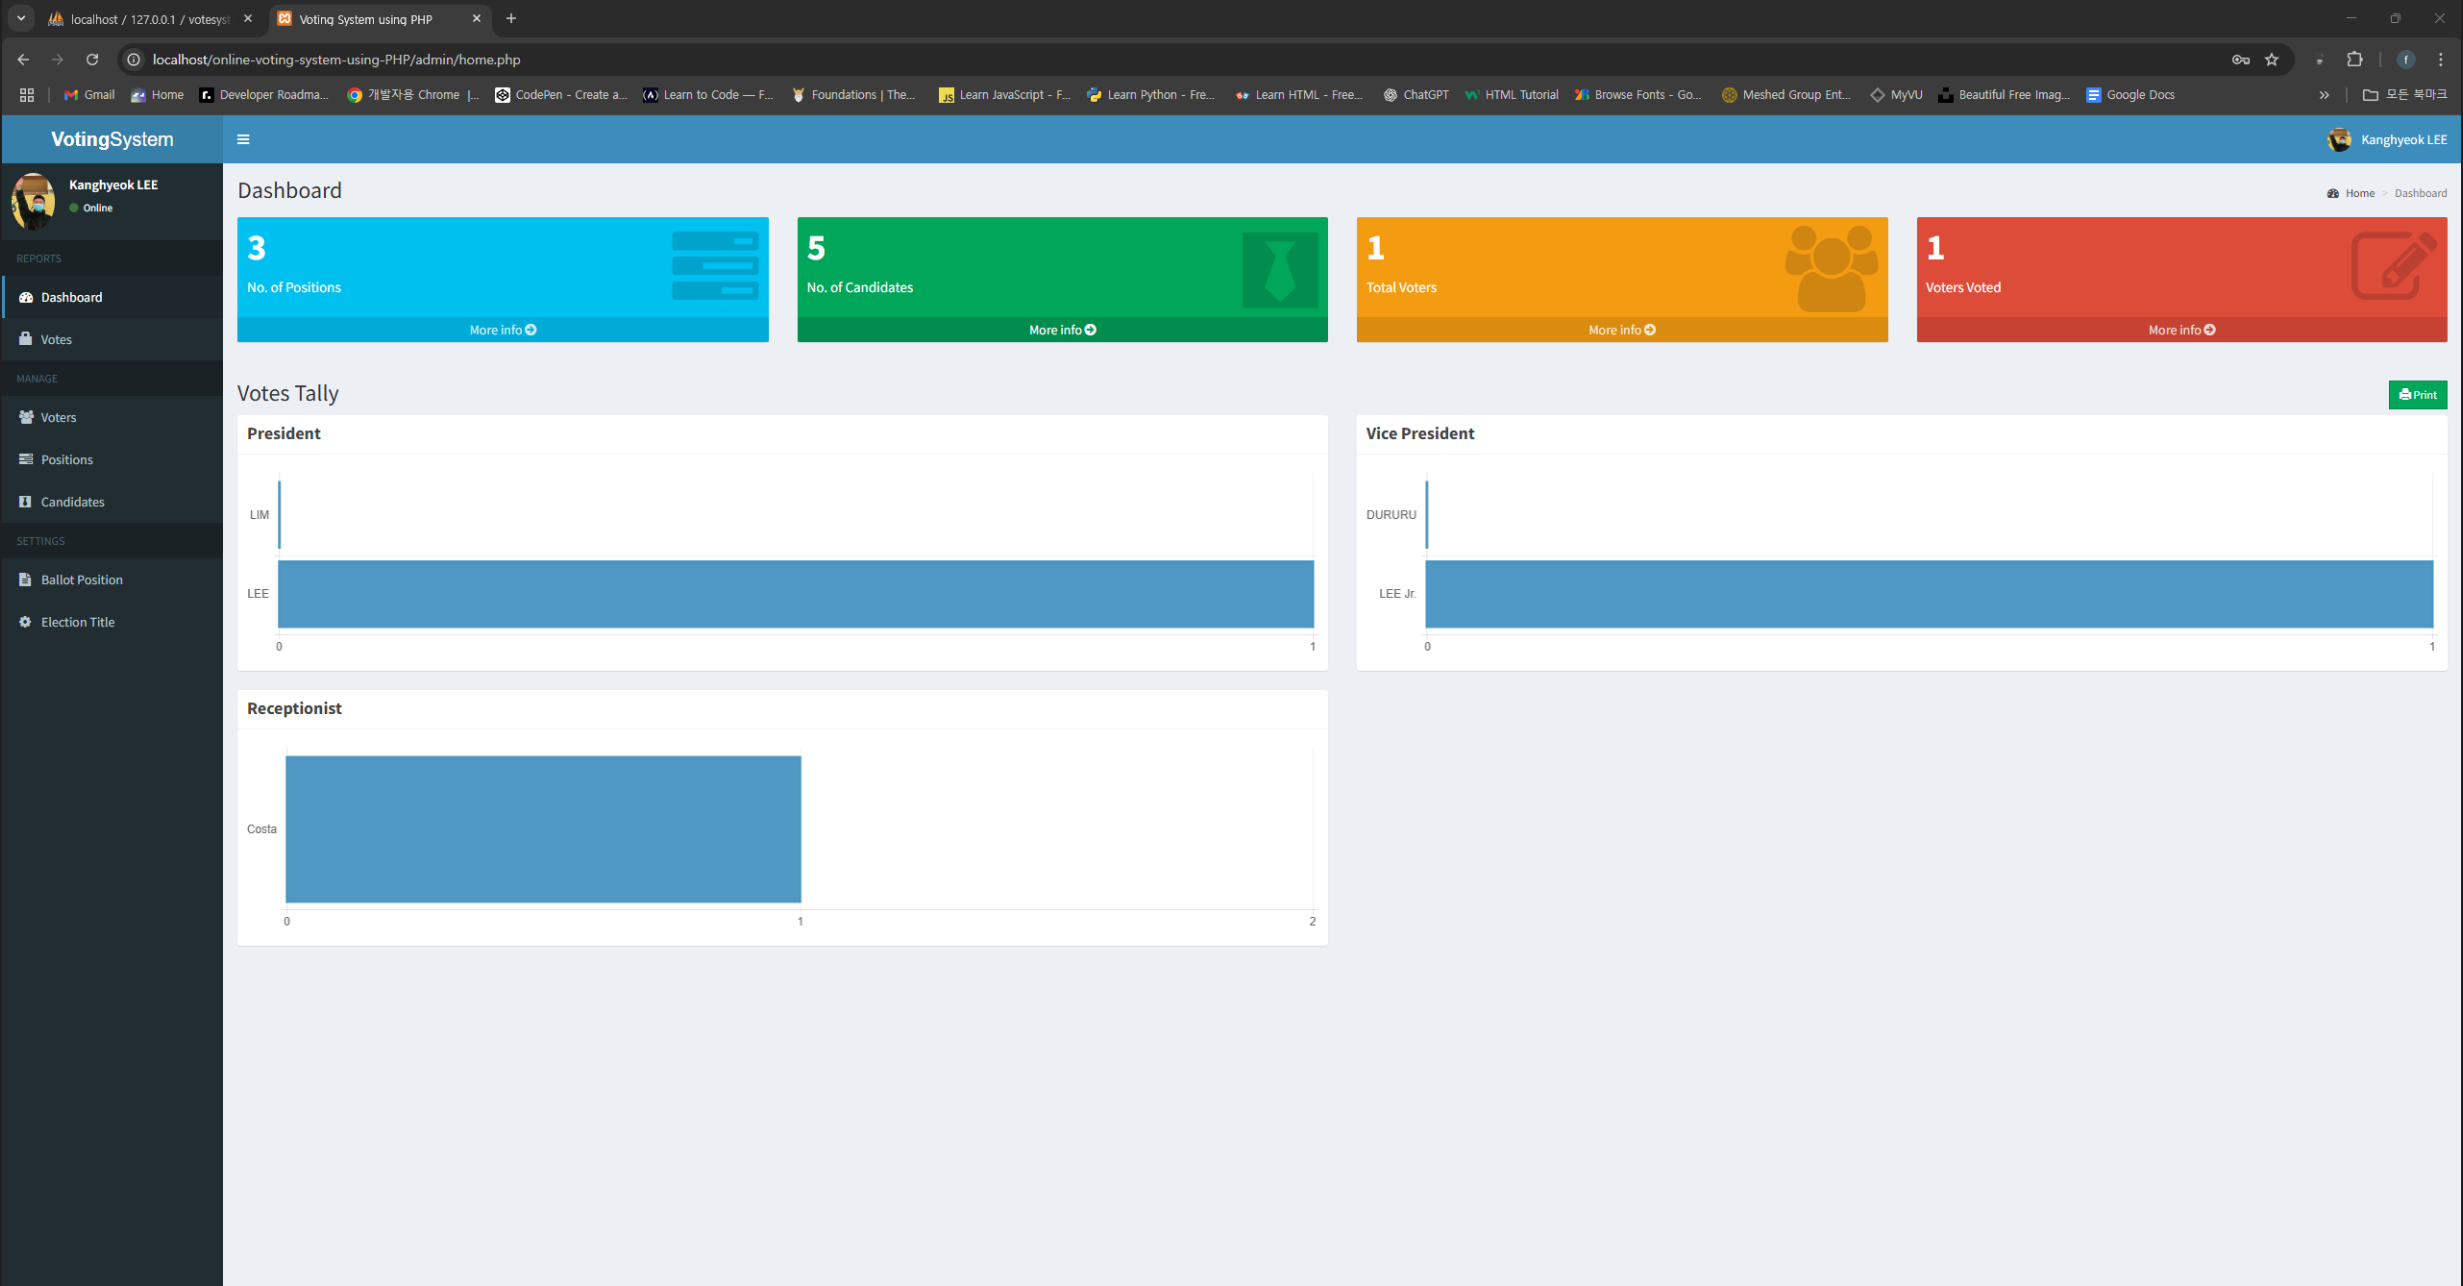 localhost / 127.0.0.1 / votesyst
Voting System using PHP
localhost/online-voting-system-using-PHP/admin/home.php
f
Gmail
Home
Developer Roadma...
개발자용 Chrome |...
CodePen - Create a...
Learn to Code — F...
Foundations | The...
Learn JavaScript - F...
Learn Python - Fre...
Learn HTML - Free...
ChatGPT
HTML Tutorial
Browse Fonts - Go...
Meshed Group Ent...
MyVU
Beautiful Free Imag...
Google Docs
모든 북마크
VotingSystem
Kanghyeok LEE
Kanghyeok LEE
Online
REPORTS
Dashboard
Votes
MANAGE
Voters
Positions
Candidates
SETTINGS
Ballot Position
Election Title
Dashboard
Home > Dashboard
3
No. of Positions
More info
5
No. of Candidates
More info
1
Total Voters
More info
1
Voters Voted
More info
Votes Tally
Print
President
LIM
LEE
0 1
Vice President
DURURU
LEE Jr.
0 1
Receptionist
Costa
0 1 2